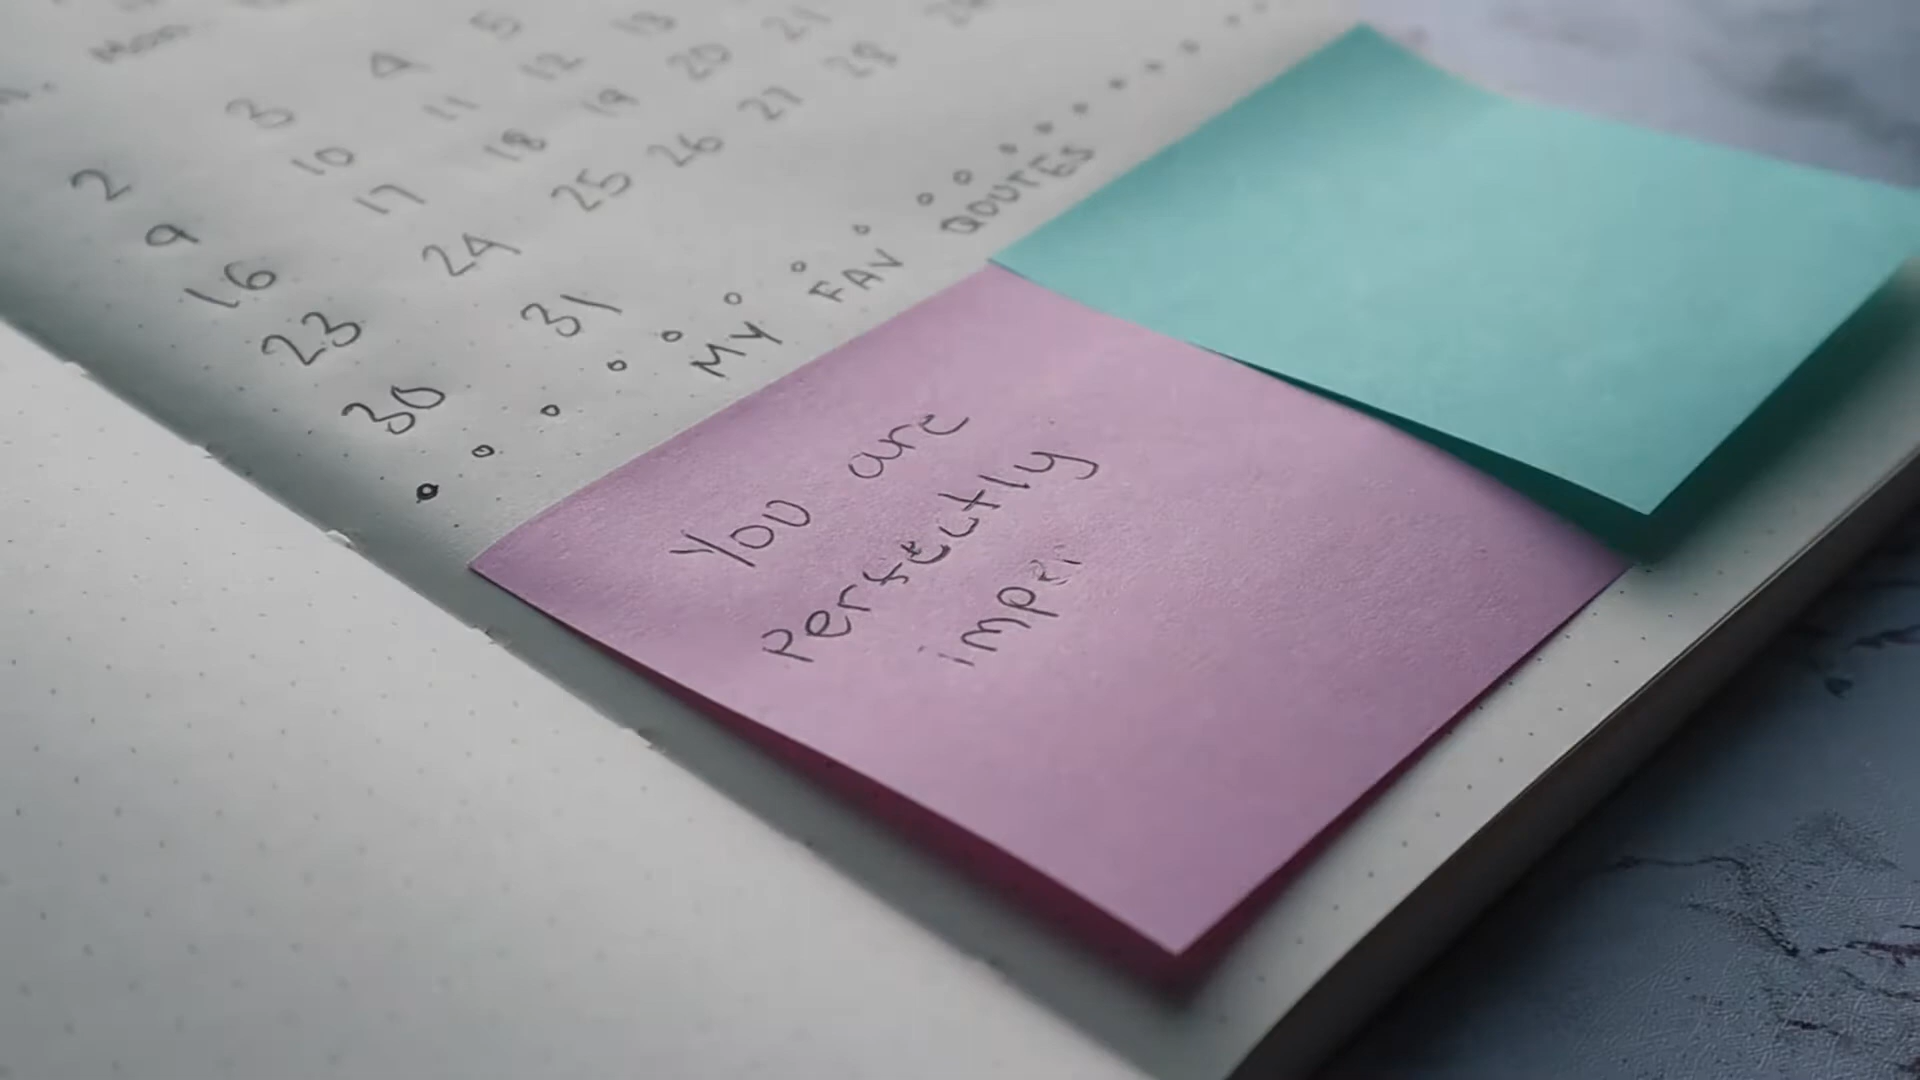 Mon
3 4 5
2 10 11 12 13
9 17 18 19 20 21
16 24 25 26 27 28
23 31
30
MY FAV QOUTES
You are
perfectly
imper